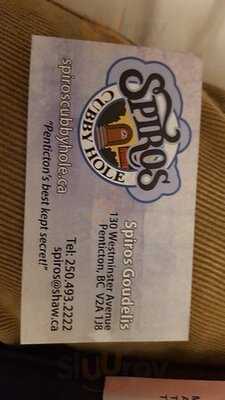 SPIROS
CUBBY HOLE
Spiros Goudelis
130 Westminster Avenue
Penticton, BC V2A 1J8
Tel: 250.493.2222
spiros@shaw.ca
spiroscubbyhole.ca
"Penticton's best kept secret!"